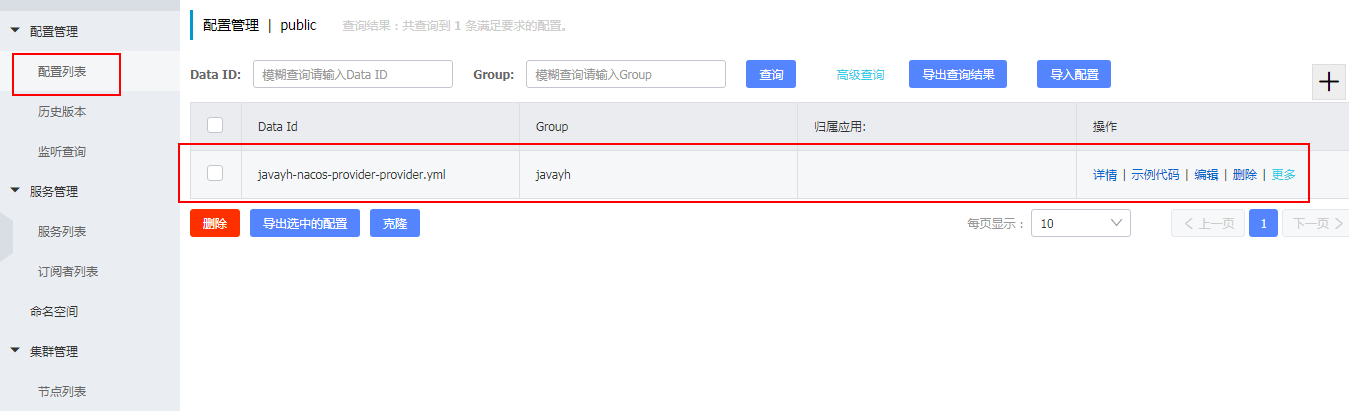 配置管理
配置列表
历史版本
监听查询
服务管理
服务列表
订阅者列表
命名空间
集群管理
节点列表
配置管理 | public 查询结果：共查询到 1 条满足要求的配置。
Data ID: 模糊查询请输入Data ID Group: 模糊查询请输入Group 查询 高级查询 导出查询结果 导入配置
Data Id Group 归属应用: 操作
javayh-nacos-provider-provider.yml javayh 详情 | 示例代码 | 编辑 | 删除 | 更多
删除 导出选中的配置 克隆 每页显示： 10 上一页 1 下一页